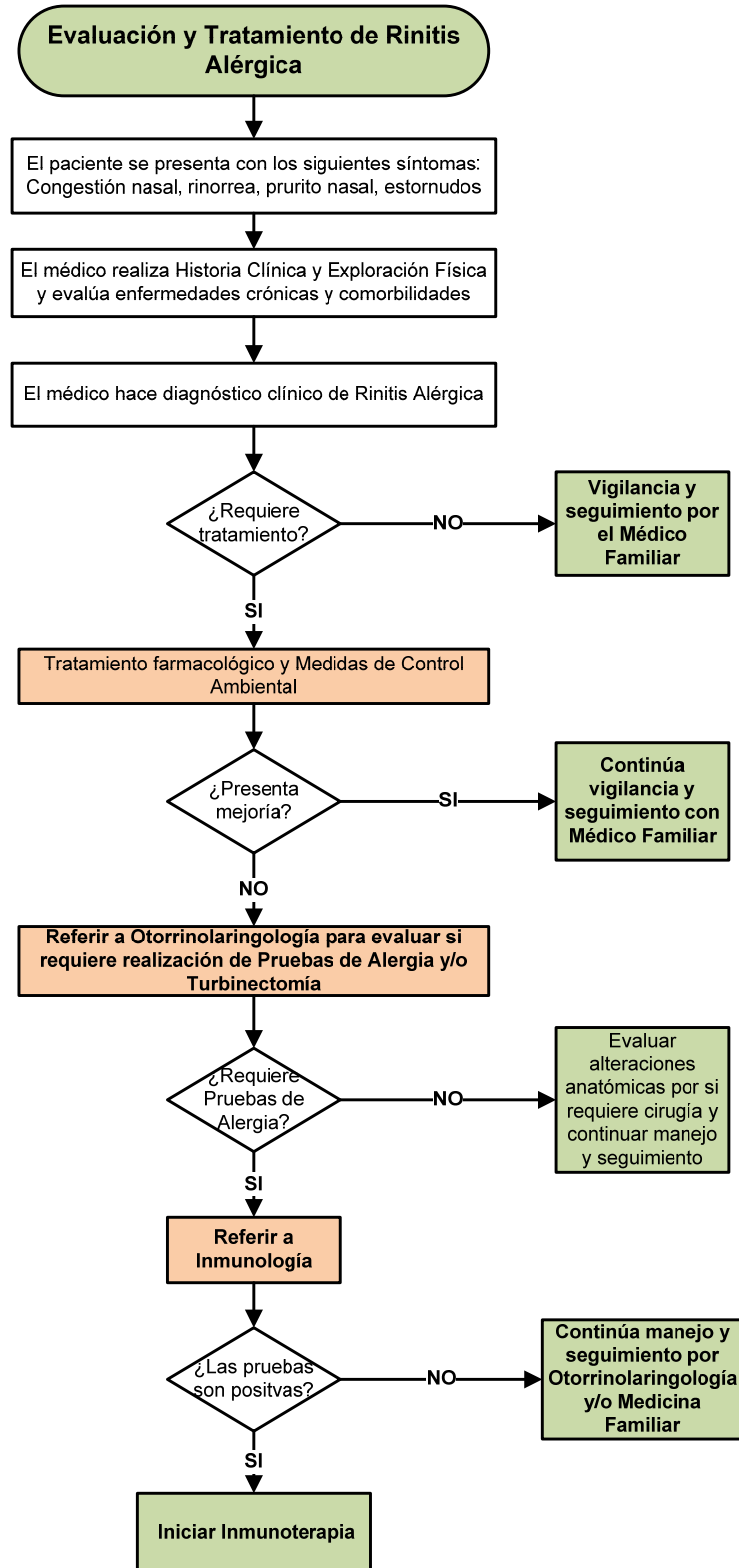 Evaluación y Tratamiento de Rinitis
Alérgica
El paciente se presenta con los siguientes síntomas:
Congestión nasal, rinorrea, prurito nasal, estornudos
El médico realiza Historia Clínica y Exploración Física
y evalúa enfermedades crónicas y comorbilidades
El médico hace diagnóstico clínico de Rinitis Alérgica
¿Requiere
tratamiento?
NO
Vigilancia y
seguimiento por
el Médico
Familiar
SI
Tratamiento farmacológico y Medidas de Control
Ambiental
¿Presenta
mejoría?
SI
Continúa
vigilancia y
seguimiento con
Médico Familiar
NO
Referir a Otorrinolaringología para evaluar si
requiere realización de Pruebas de Alergia y/o
Turbinectomía
¿Requiere
Pruebas de
Alergia?
NO
Evaluar
alteraciones
anatómicas por si
requiere cirugía y
continuar manejo
y seguimiento
SI
Referir a
Inmunología
¿Las pruebas
son positvas?
NO
Continúa manejo y
seguimiento por
Otorrinolaringología
y/o Medicina
Familiar
SI
Iniciar Inmunoterapia